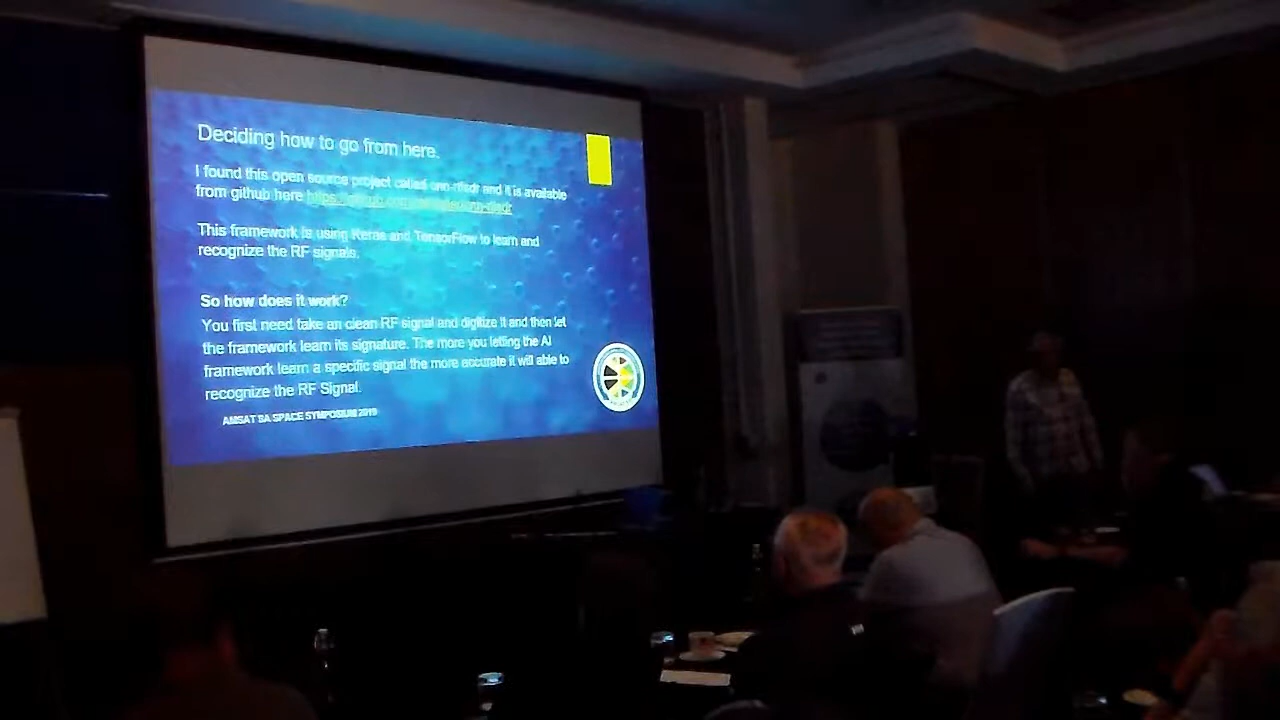 Deciding how to go from here.
I found this open source project called cnn-rtlsdr and it is available
from github here
This framework is using Keras and TensorFlow to learn and
recognize the RF signals.
So how does it work?
You first need take an clean RF signal and digitize it and then let
the framework learn its signature. The more you letting the AI
framework learn a specific signal the more accurate it will able to
recognize the RF Signal.
AMSAT SA SPACE SYMPOSIUM 2019